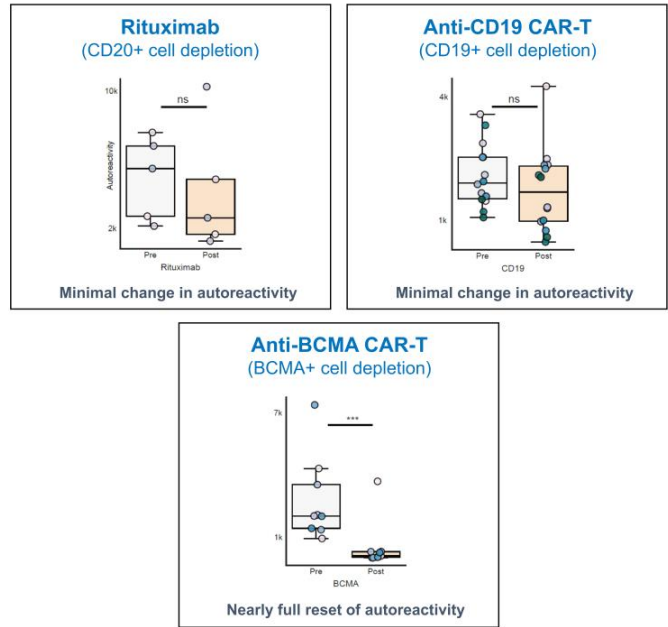 Rituximab
(CD20+ cell depletion)
10k
ns
Autoreactivity
2k
Pre
Post
Rituximab
Minimal change in autoreactivity
Anti-CD19 CAR-T
(CD19+ cell depletion)
4k
ns
1k
Pre
Post
CD19
Minimal change in autoreactivity
Anti-BCMA CAR-T
(BCMA+ cell depletion)
7k
***
1k
Pre
Post
BCMA
Nearly full reset of autoreactivity